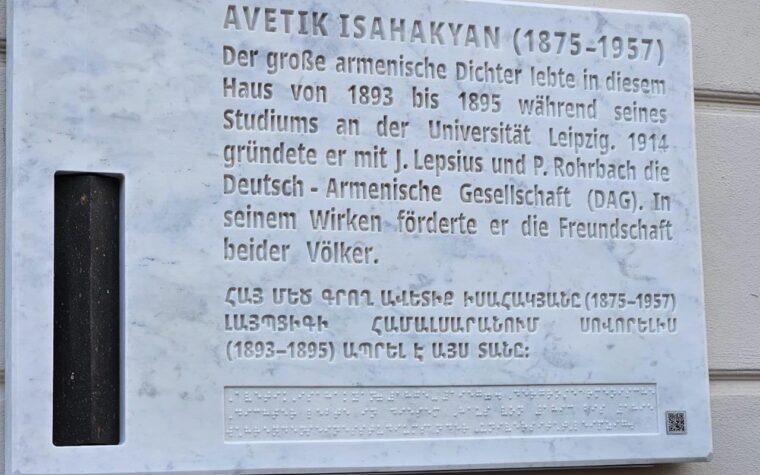 AVETIK ISAHAKYAN (1875–1957)
Der große armenische Dichter lebte in diesem
Haus von 1893 bis 1895 während seines
Studiums an der Universität Leipzig. 1914
gründete er mit J. Lepsius und P. Rohrbach die
Deutsch - Armenische Gesellschaft (DAG). In
seinem Wirken förderte er die Freundschaft
beider Völker.
ՀԱՅ ՄԵԾ ԳՐՈՂ ԱՎԵՏԻՔ ԻՍԱՀԱԿՅԱՆԸ (1875–1957)
ԼԱՅՊՑԻԳԻ ՀԱՄԱԼՍԱՐԱՆՈՒՄ ՍՈՎՈՐԵԼԻՍ
(1893–1895) ԱՊՐԵԼ Է ԱՅՍ ՏԱՆԸ: